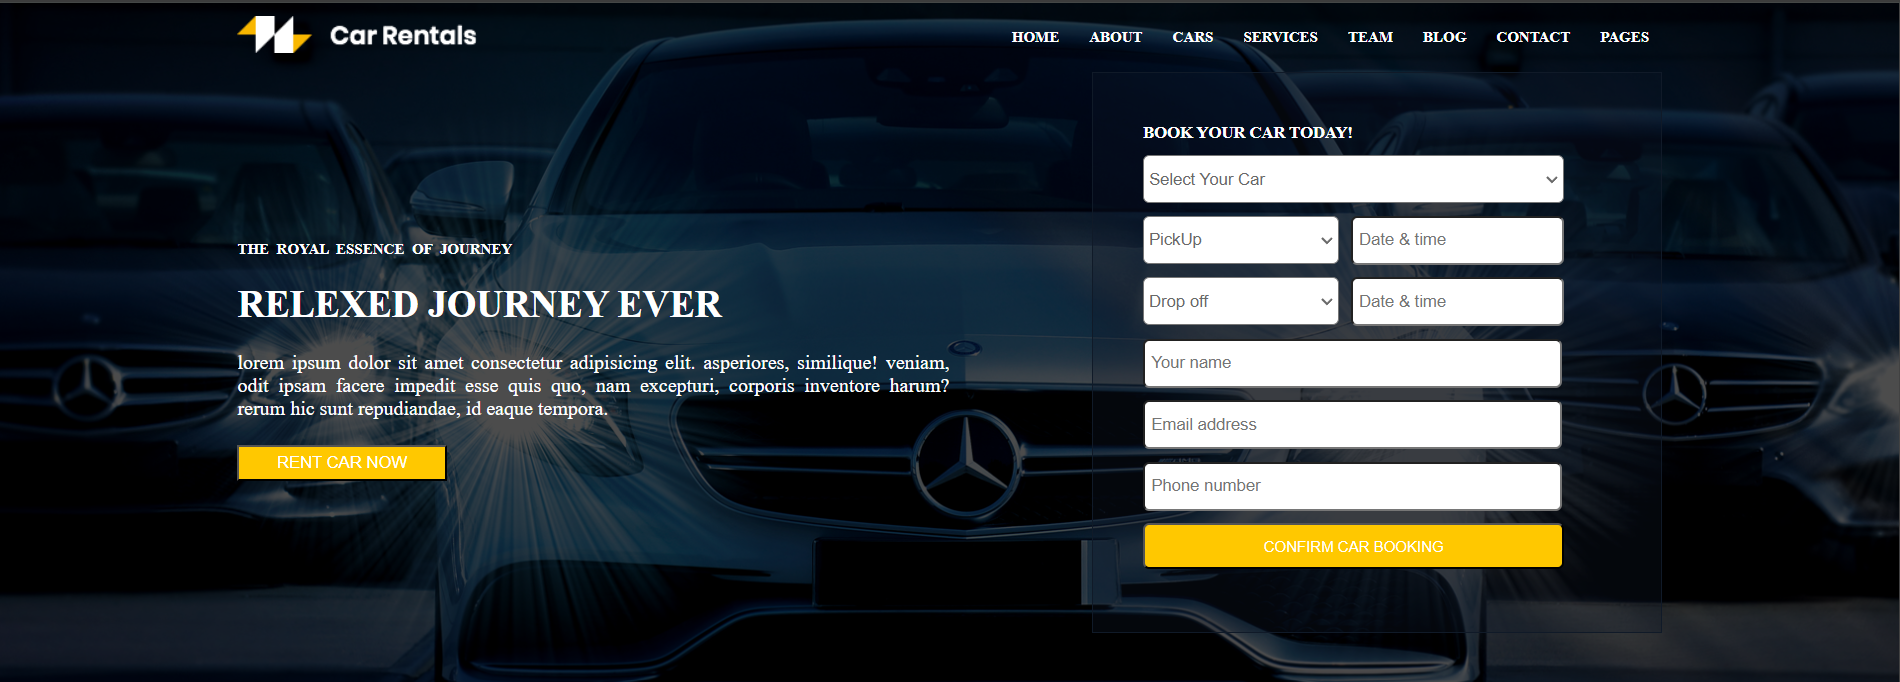 Car Rentals
HOME ABOUT CARS SERVICES TEAM BLOG CONTACT PAGES
THE ROYAL ESSENCE OF JOURNEY
RELEXED JOURNEY EVER
lorem ipsum dolor sit amet consectetur adipisicing elit. asperiores, similique! veniam,
odit ipsam facere impedit esse quis quo, nam excepturi, corporis inventore harum?
rerum hic sunt repudiandae, id eaque tempora.
RENT CAR NOW
BOOK YOUR CAR TODAY!
Select Your Car
PickUp Date & time
Drop off Date & time
Your name
Email address
Phone number
CONFIRM CAR BOOKING